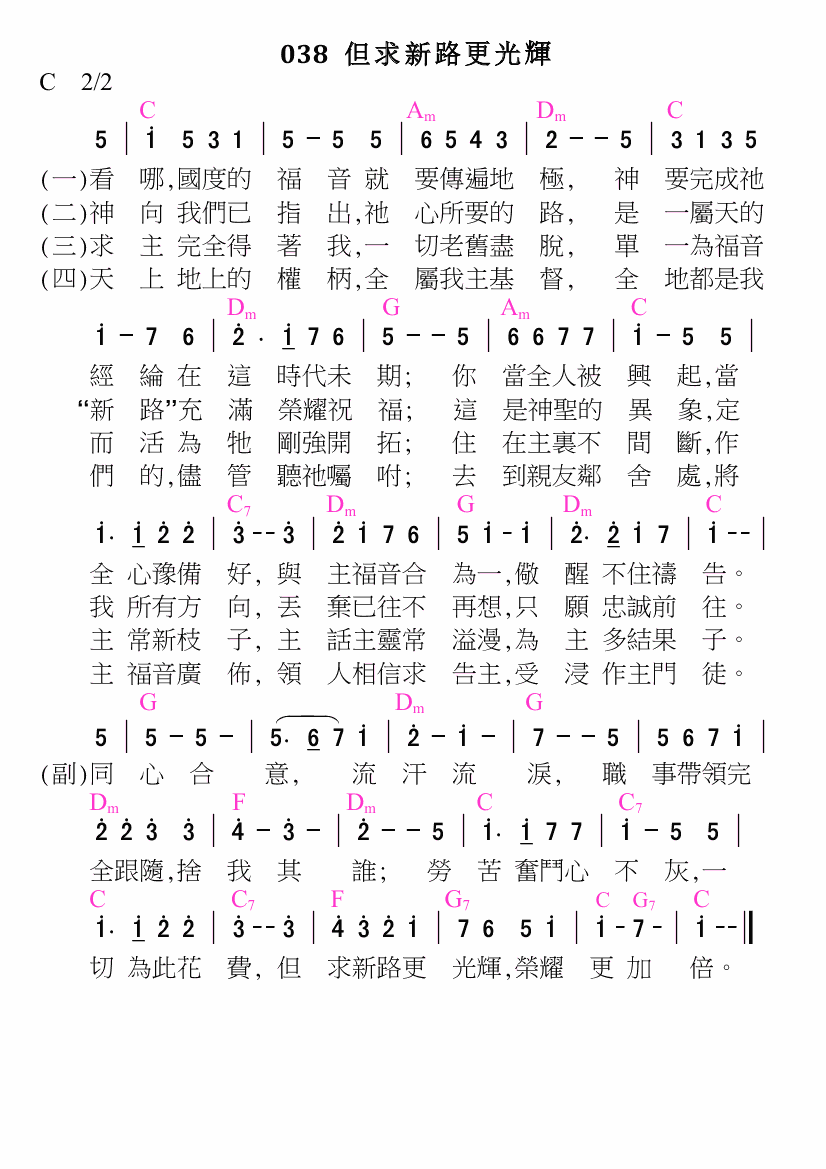 038 但求新路更光輝
C 2/2
C Am Dm C
5 | i 5 3 1 | 5 - 5 5 | 6 5 4 3 | 2 - - 5 | 3 1 3 5
(一)看 哪,國度的 福 音 就 要傳遍地 極, 神 要完成祂
(二)神 向 我們已 指 出,祂 心所要的 路, 是 一屬天的
(三)求 主 完全得 著 我,一 切老舊盡 脫, 單 一為福音
(四)天 上 地上的 權 柄,全 屬我主基 督, 全 地都是我
Dm G Am C
i - 7 6 | 2̇ . i 7 6 | 5 - - 5 | 6 6 7 7 | i - 5 5 |
經 綸 在 這 時代末 期; 你 當全人被 興 起,當
“新 路”充 滿 榮耀祝 福; 這 是神聖的 異 象,定
而 活 為 牠 剛強開 拓; 住 在主裏不 間 斷,作
們 的,儘 管 聽祂囑 咐; 去 到親友鄰 舍 處,將
C7 Dm G Dm C
i . i 2̇ 2̇ | 3̇ - - 3̇ | 2̇ i 7 6 | 5 i - i | 2̇ . 2̇ i 7 | i - - |
全 心豫備 好, 與 主福音合 為一,儆 醒 不住禱 告。
我 所有方 向, 丟 棄已往不 再想,只 願 忠誠前 往。
主 常新枝 子, 主 話主靈常 溢漫,為 主 多結果 子。
主 福音廣 佈, 領 人相信求 告主,受 浸 作主門 徒。
G Dm G
5 | 5 - 5 - | 5 . 6 7 i | 2̇ - i - | 7 - - 5 | 5 6 7 i |
(副)同 心 合 意, 流 汗 流 淚, 職 事帶領完
Dm F Dm C C7
2̇ 2̇ 3̇ 3̇ | 4̇ - 3̇ - | 2̇ - - 5 | i . i 7 7 | i - 5 5 |
全跟隨,捨 我 其 誰; 勞 苦 奮鬥心 不 灰,一
C C7 F G7 C G7 C
i . i 2̇ 2̇ | 3̇ - - 3̇ | 4̇ 3̇ 2̇ i | 7 6 5 i | i - 7 - | i - - ‖
切 為此花 費, 但 求新路更 光輝,榮耀 更 加 倍。